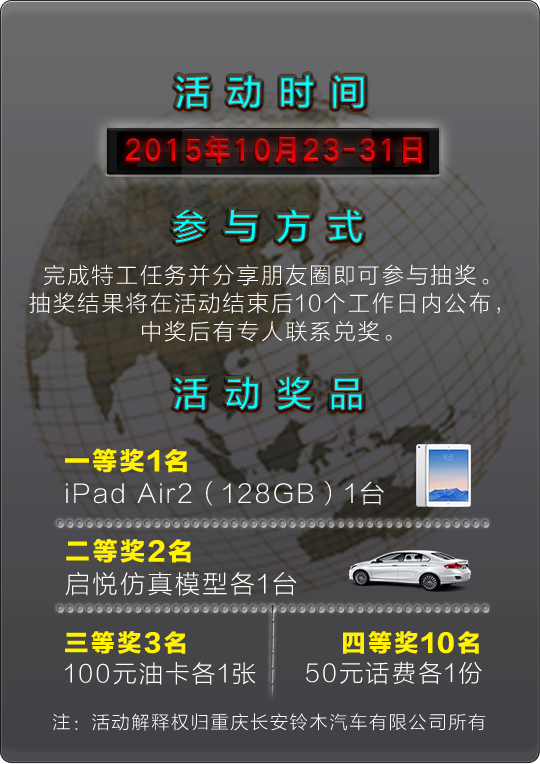 活动时间
2015年10月23-31日
参与方式
完成特工任务并分享朋友圈即可参与抽奖。
抽奖结果将在活动结束后10个工作日内公布，
中奖后有专人联系兑奖。
活动奖品
一等奖1名
iPad Air2（128GB）1台
二等奖2名
启悦仿真模型各1台
三等奖3名
100元油卡各1张
四等奖10名
50元话费各1份
注：活动解释权归重庆长安铃木汽车有限公司所有